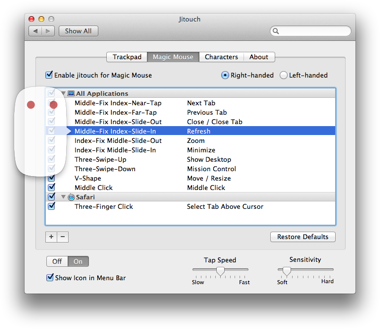 Jitouch
Show All
Trackpad Magic Mouse Characters About
Enable jitouch for Magic Mouse Right-handed Left-handed
All Applications
Middle-Fix Index-Near-Tap Next Tab
Middle-Fix Index-Far-Tap Previous Tab
Middle-Fix Index-Slide-Out Close / Close Tab
Middle-Fix Index-Slide-In Refresh
Index-Fix Middle-Slide-Out Zoom
Index-Fix Middle-Slide-In Minimize
Three-Swipe-Up Show Desktop
Three-Swipe-Down Mission Control
V-Shape Move / Resize
Middle Click Middle Click
Safari
Three-Finger Click Select Tab Above Cursor
+ − Restore Defaults
Off On Tap Speed Sensitivity
Show Icon in Menu Bar Slow Fast Soft Hard